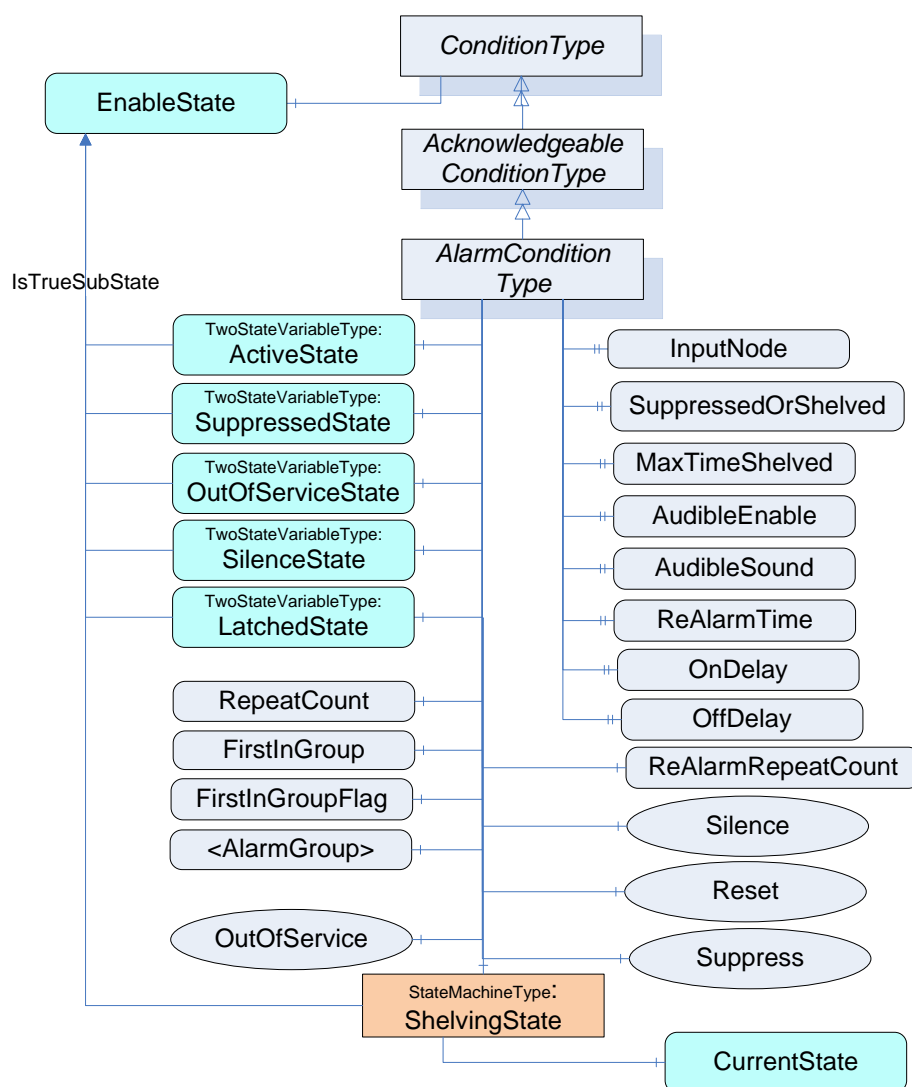 ConditionType
EnableState
Acknowledgeable
ConditionType
AlarmCondition
Type
IsTrueSubState
TwoStateVariableType:
ActiveState
TwoStateVariableType:
SuppressedState
TwoStateVariableType:
OutOfServiceState
TwoStateVariableType:
SilenceState
TwoStateVariableType:
LatchedState
RepeatCount
FirstInGroup
FirstInGroupFlag
<AlarmGroup>
OutOfService
InputNode
SuppressedOrShelved
MaxTimeShelved
AudibleEnable
AudibleSound
ReAlarmTime
OnDelay
OffDelay
ReAlarmRepeatCount
Silence
Reset
Suppress
StateMachineType:
ShelvingState
CurrentState